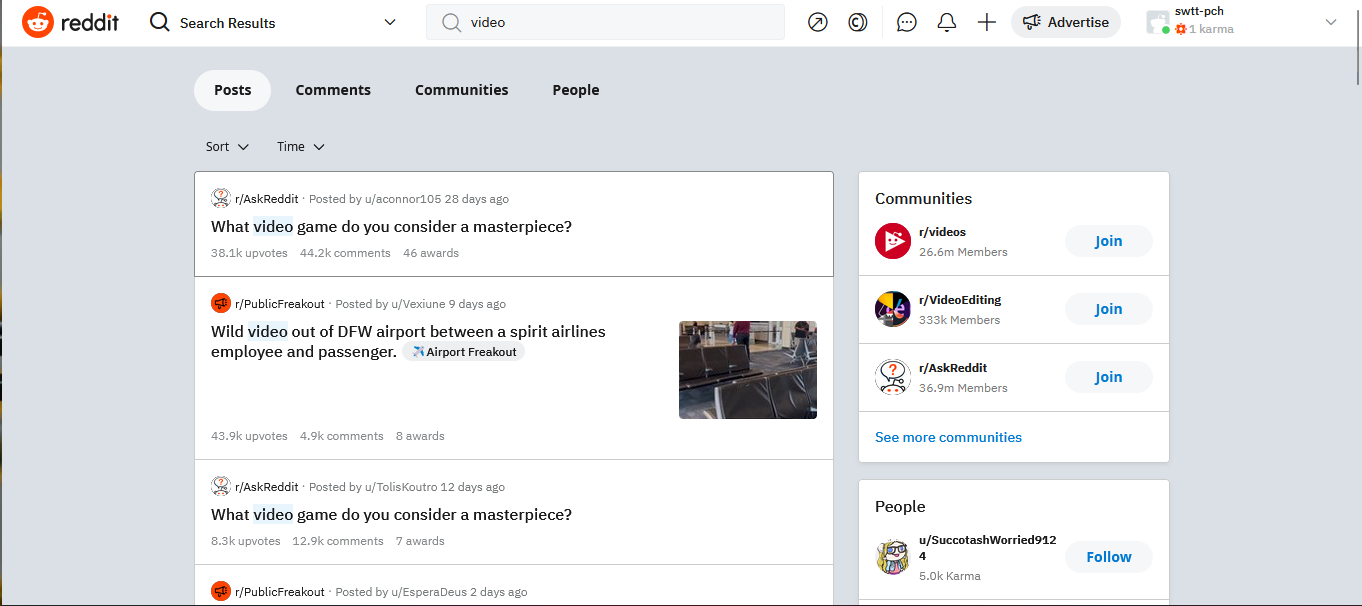 reddit Search Results video Advertise swtt-pch
1 karma
Posts Comments Communities People
Sort Time
r/AskReddit · Posted by u/aconnor105 28 days ago
What video game do you consider a masterpiece?
38.1k upvotes 44.2k comments 46 awards
r/PublicFreakout · Posted by u/Vexiune 9 days ago
Wild video out of DFW airport between a spirit airlines
employee and passenger. Airport Freakout
43.9k upvotes 4.9k comments 8 awards
r/AskReddit · Posted by u/TolisKoutro 12 days ago
What video game do you consider a masterpiece?
8.3k upvotes 12.9k comments 7 awards
r/PublicFreakout · Posted by u/EsperaDeus 2 days ago
Communities
r/videos
26.6m Members
Join
r/VideoEditing
333k Members
Join
r/AskReddit
36.9m Members
Join
See more communities
People
u/SuccotashWorried912
4
5.0k Karma
Follow